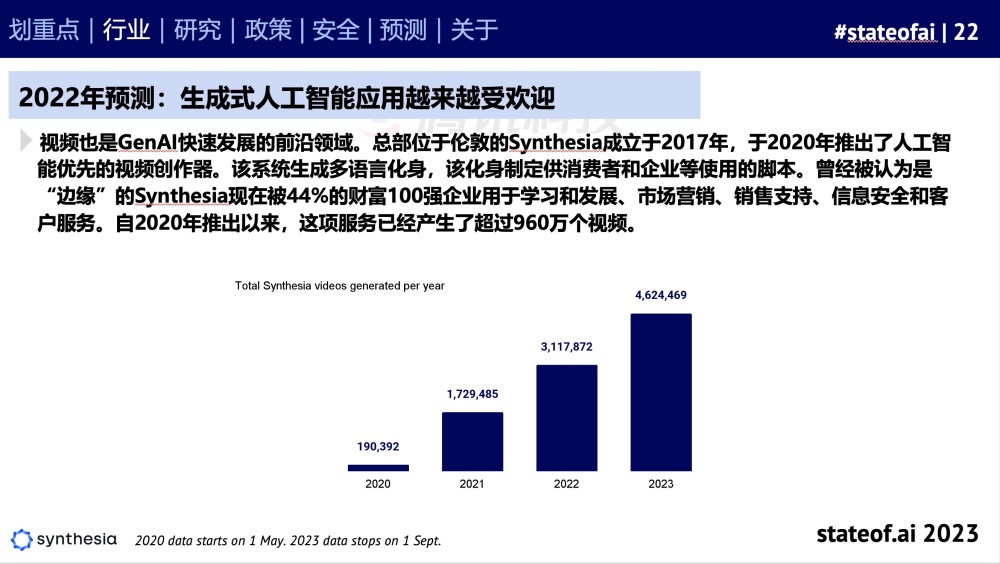 划重点 | 行业 | 研究 | 政策 | 安全 | 预测 | 关于
#stateofai | 22
2022年预测：生成式人工智能应用越来越受欢迎
腾讯科技
视频也是GenAI快速发展的前沿领域。总部位于伦敦的Synthesia成立于2017年，于2020年推出了人工智
能优先的视频创作器。该系统生成多语言化身，该化身制定供消费者和企业等使用的脚本。曾经被认为是
“边缘”的Synthesia现在被44%的财富100强企业用于学习和发展、市场营销、销售支持、信息安全和客
户服务。自2020年推出以来，这项服务已经产生了超过960万个视频。
Total Synthesia videos generated per year
4,624,469
3,117,872
1,729,485
190,392
2020 2021 2022 2023
synthesia
2020 data starts on 1 May. 2023 data stops on 1 Sept.
stateof.ai 2023